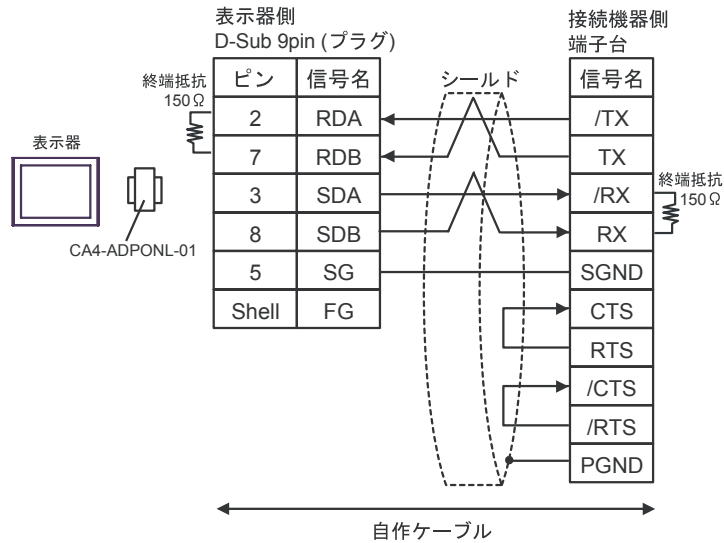 表示器側
D-Sub 9pin (プラグ)
接続機器側
端子台
終端抵抗
150Ω
ピン 信号名
2 RDA
7 RDB
3 SDA
8 SDB
5 SG
Shell FG
シールド
信号名
/TX
TX
/RX
RX
SGND
CTS
RTS
/CTS
/RTS
PGND
終端抵抗
150Ω
表示器
CA4-ADPONL-01
自作ケーブル